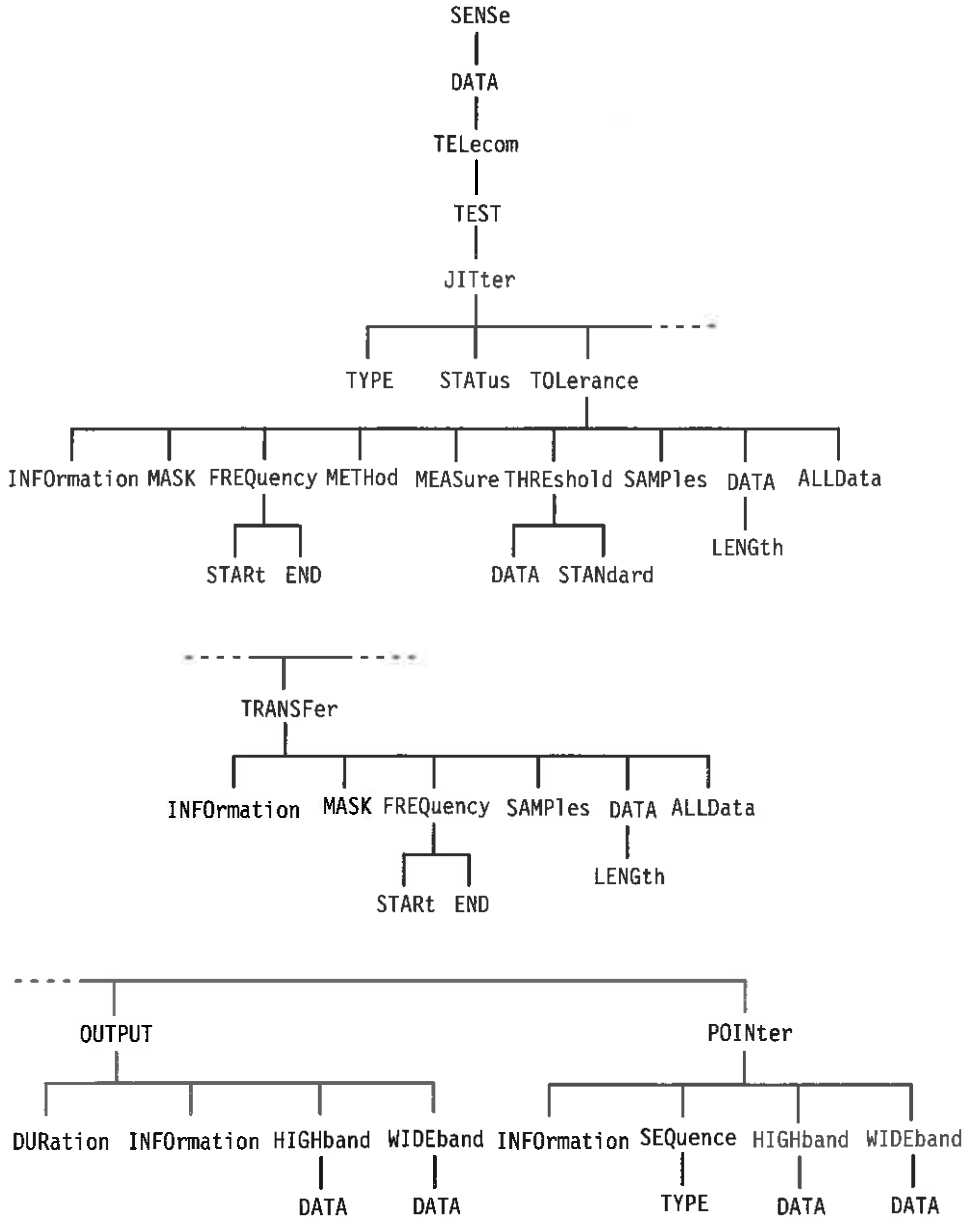 SENSe
DATA
TELecom
TEST
JITter
TYPE STATus TOLerance
INFOrmation MASK FREQuency METHod MEASure THREshold SAMPles DATA ALLData
STARt END DATA STANdard LENGth
TRANSFer
INFOrmation MASK FREQuency SAMPles DATA ALLData
STARt END LENGth
OUTPUT POINter
DURation INFOrmation HIGHband WIDEband INFOrmation SEQuence HIGHband WIDEband
DATA DATA TYPE DATA DATA